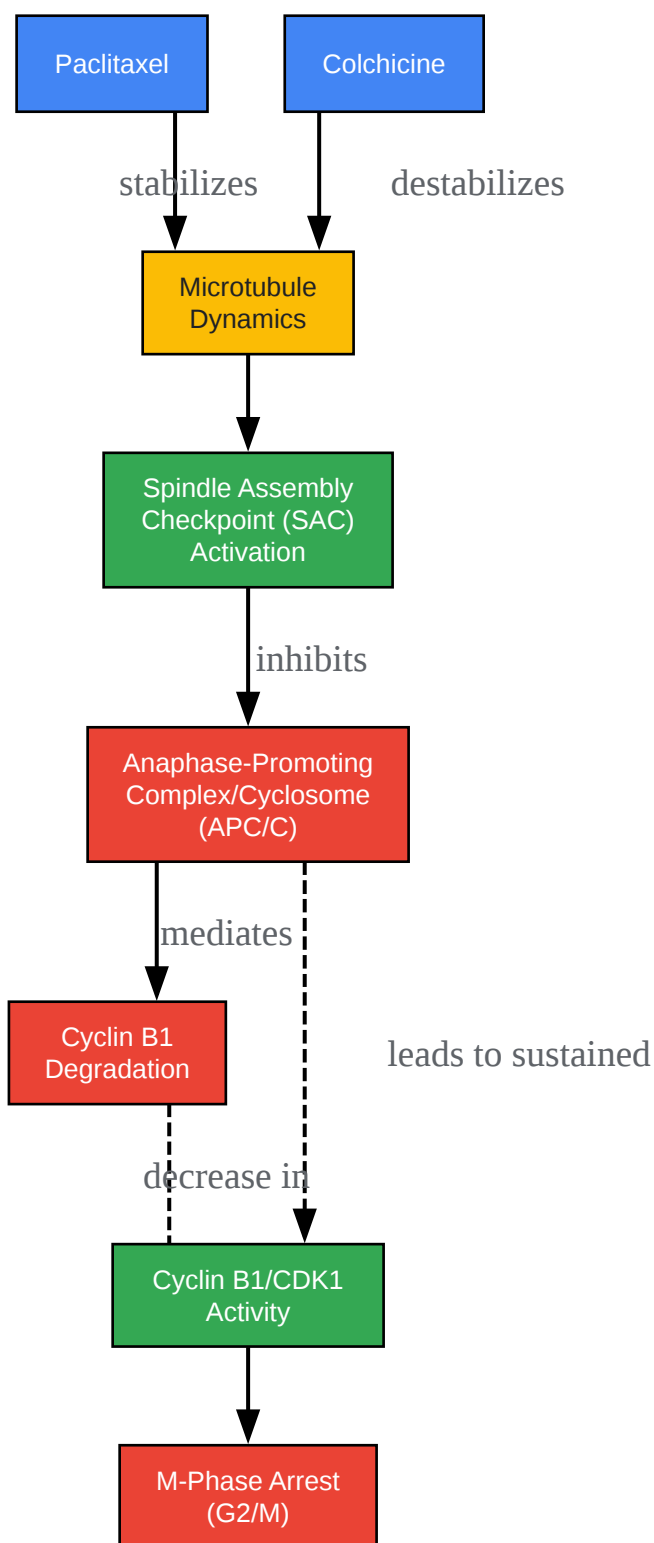 Paclitaxel
Colchicine
stabilizes
destabilizes
Microtubule
Dynamics
Spindle Assembly
Checkpoint (SAC)
Activation
inhibits
Anaphase-Promoting
Complex/Cyclosome
(APC/C)
mediates
Cyclin B1
Degradation
leads to sustained
decrease in
Cyclin B1/CDK1
Activity
M-Phase Arrest
(G2/M)